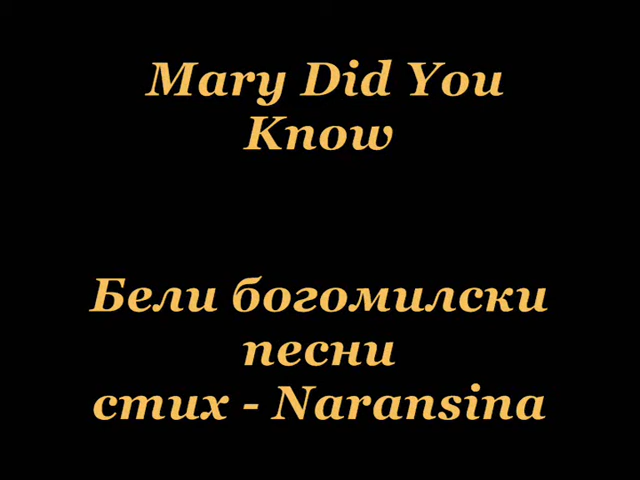 Mary Did You
Know
Бели богомилски
песни
стих - Naransina